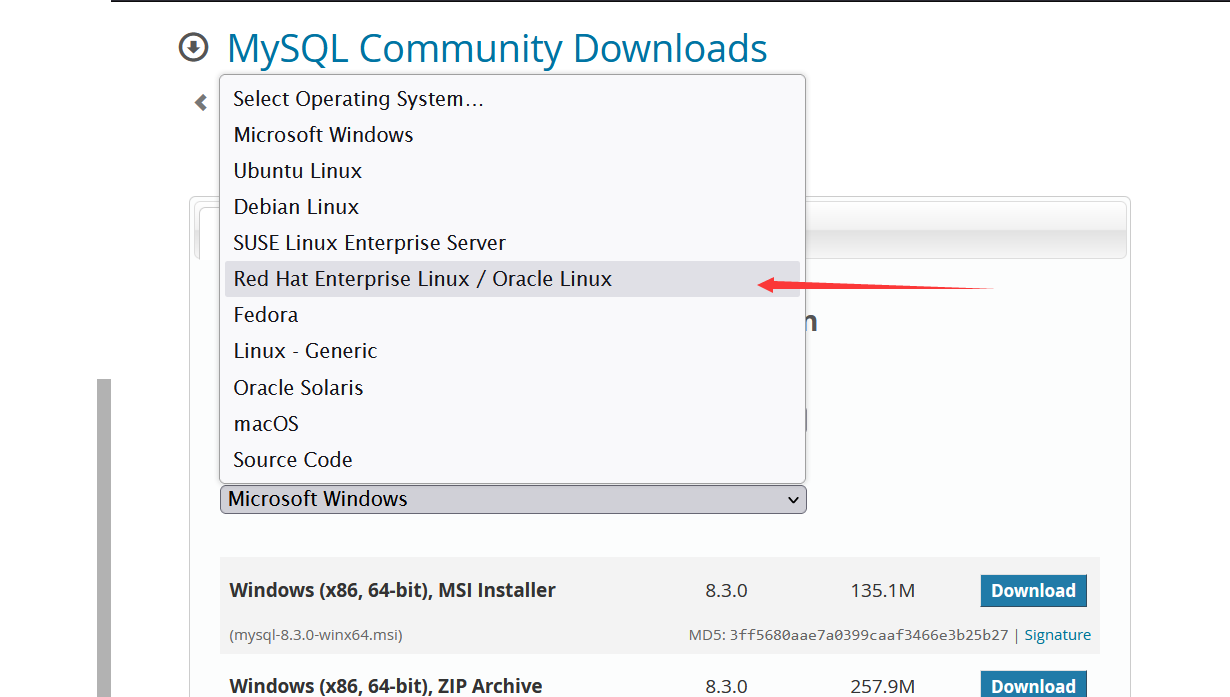 MySQL Community Downloads
Select Operating System…
Microsoft Windows
Ubuntu Linux
Debian Linux
SUSE Linux Enterprise Server
Red Hat Enterprise Linux / Oracle Linux
Fedora
Linux - Generic
Oracle Solaris
macOS
Source Code
Microsoft Windows
Windows (x86, 64-bit), MSI Installer 8.3.0 135.1M Download
(mysql-8.3.0-winx64.msi) MD5: 3ff5680aae7a0399caaf3466e3b25b27 | Signature
Windows (x86, 64-bit), ZIP Archive 8.3.0 257.9M Download